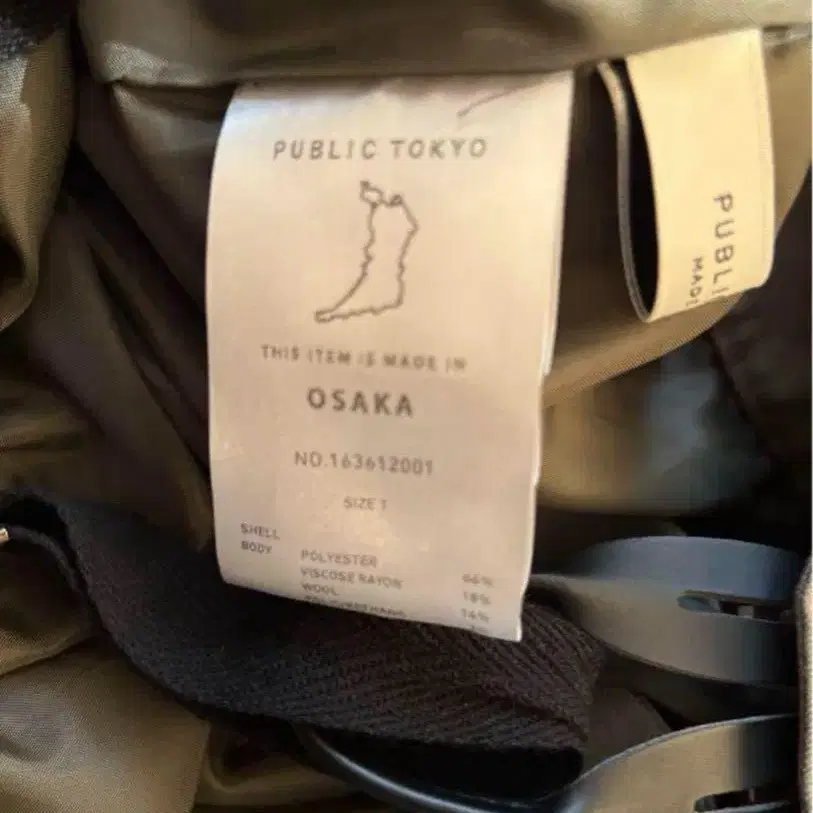 PUBLIC TOKYO
THIS ITEM IS MADE IN
OSAKA
NO.163612001
SIZE 1
SHELL
BODY
POLYESTER 66%
VISCOSE RAYON 18%
WOOL 14%
PUBLI
MAD